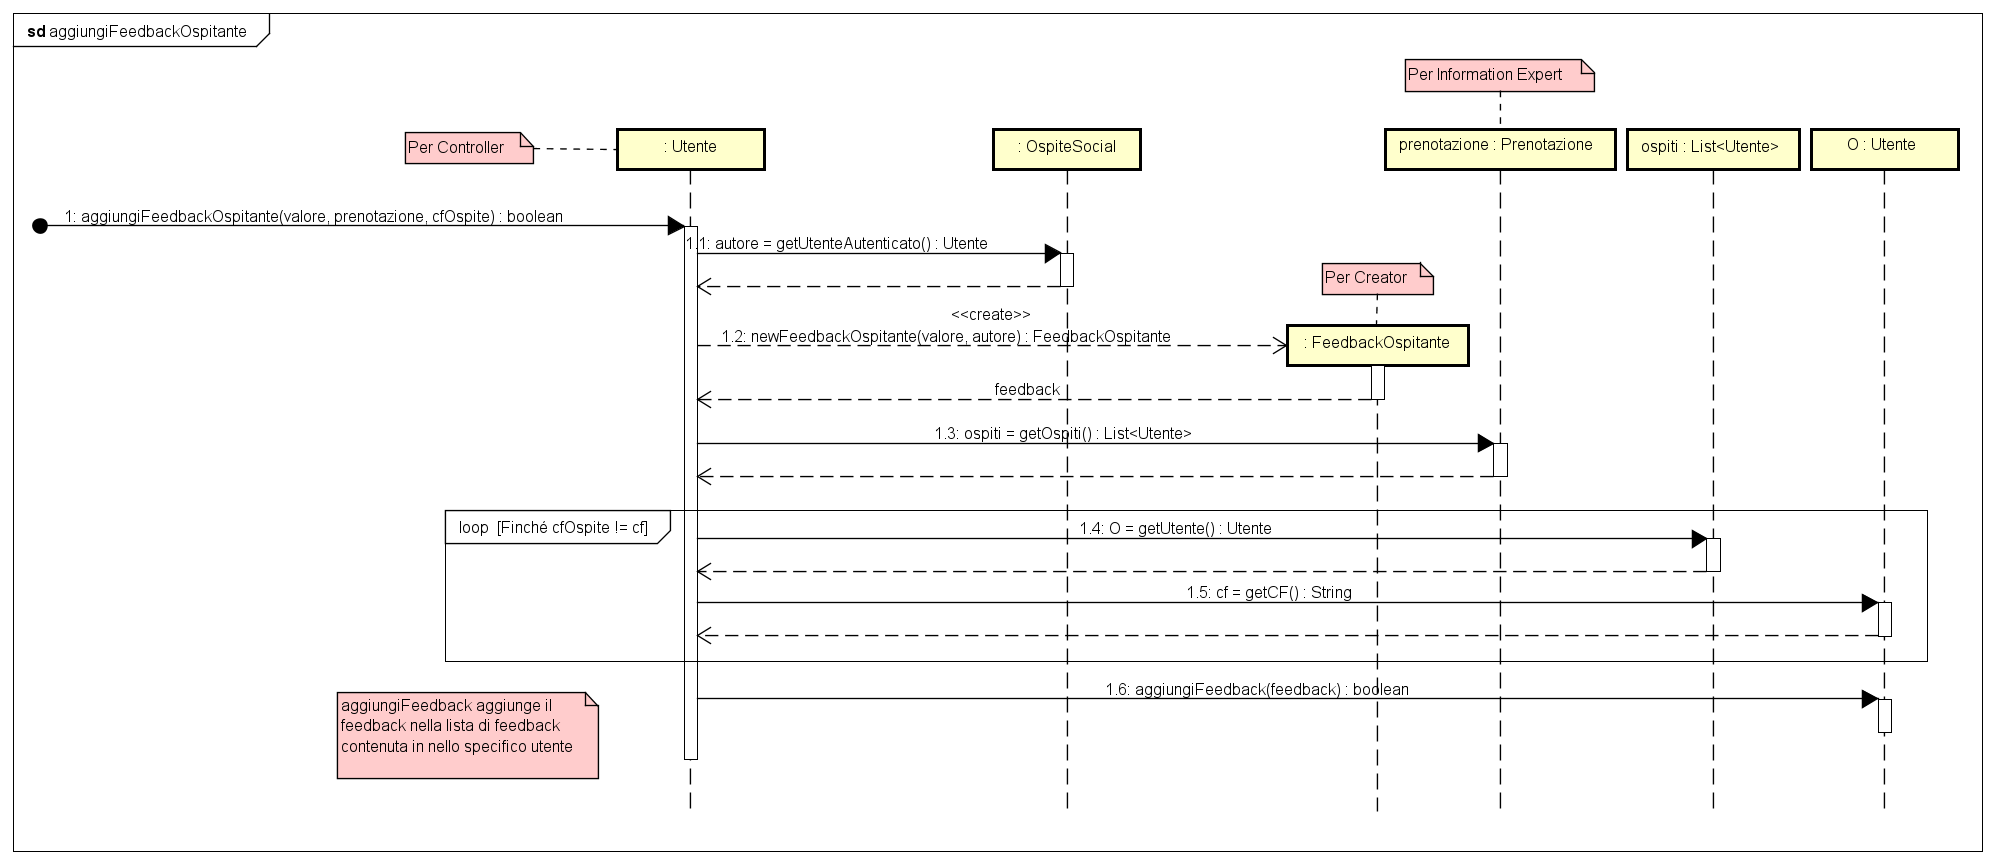 sd aggiungiFeedbackOspitante
Per Information Expert
Per Controller
: Utente
: OspiteSocial
prenotazione : Prenotazione
ospiti : List<Utente>
O : Utente
1: aggiungiFeedbackOspitante(valore, prenotazione, cfOspite) : boolean
1.1: autore = getUtenteAutenticato() : Utente
Per Creator
<<create>>
1.2: newFeedbackOspitante(valore, autore) : FeedbackOspitante
: FeedbackOspitante
feedback
1.3: ospiti = getOspiti() : List<Utente>
loop [Finché cfOspite != cf]
1.4: O = getUtente() : Utente
1.5: cf = getCF() : String
1.6: aggiungiFeedback(feedback) : boolean
aggiungiFeedback aggiunge il
feedback nella lista di feedback
contenuta in nello specifico utente